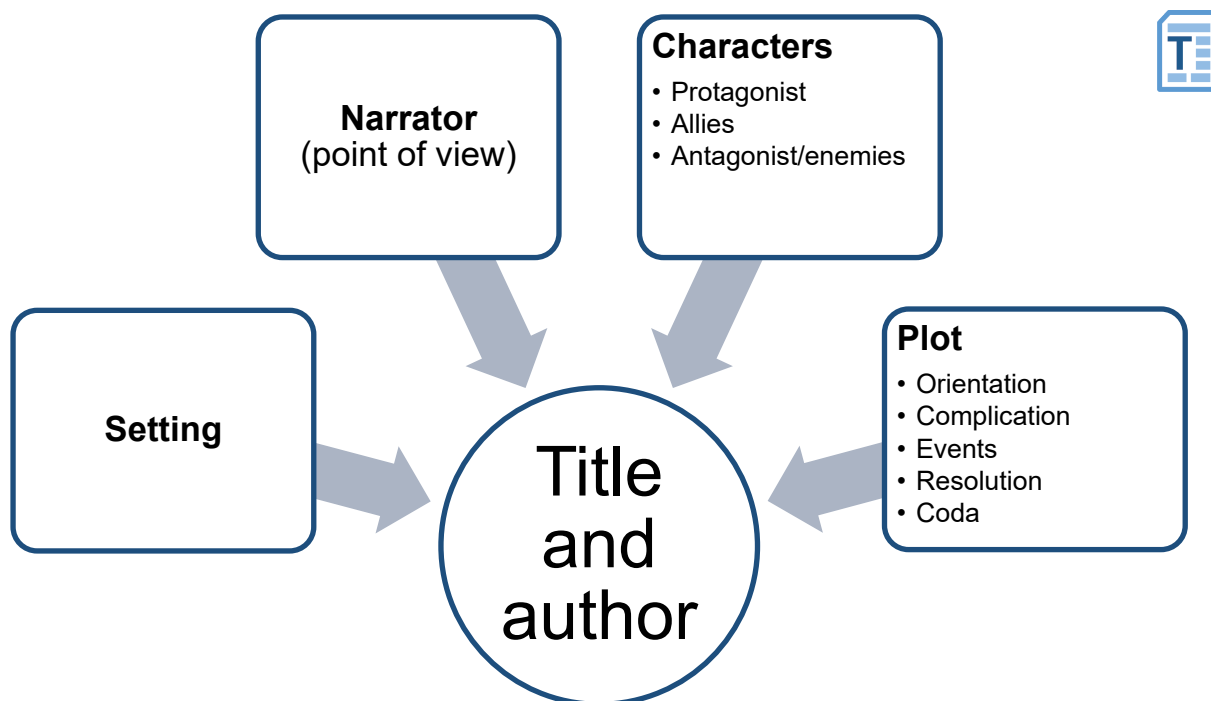 Narrator
(point of view)
Characters
• Protagonist
• Allies
• Antagonist/enemies
T
Setting
Plot
• Orientation
• Complication
• Events
• Resolution
• Coda
Title
and
author